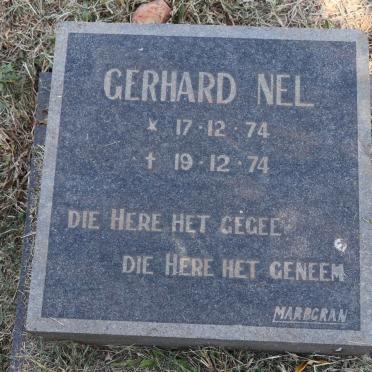 GERHARD NEL
* 17·12·74
† 19·12·74
DIE HERE HET GEGEE
DIE HERE HET GENEEM
MARBGRAN